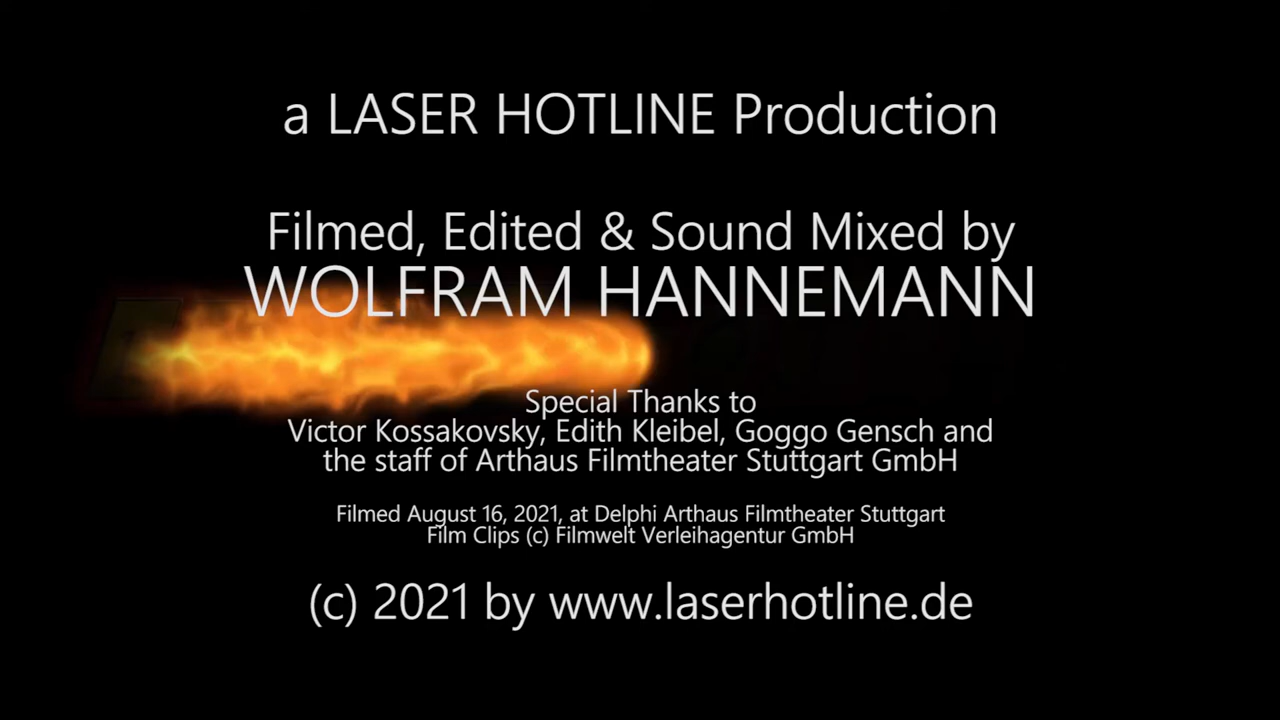 a LASER HOTLINE Production
Filmed, Edited & Sound Mixed by
WOLFRAM HANNEMANN
Special Thanks to
Victor Kossakovsky, Edith Kleibel, Goggo Gensch and
the staff of Arthaus Filmtheater Stuttgart GmbH
Filmed August 16, 2021, at Delphi Arthaus Filmtheater Stuttgart
Film Clips (c) Filmwelt Verleihagentur GmbH
(c) 2021 by www.laserhotline.de